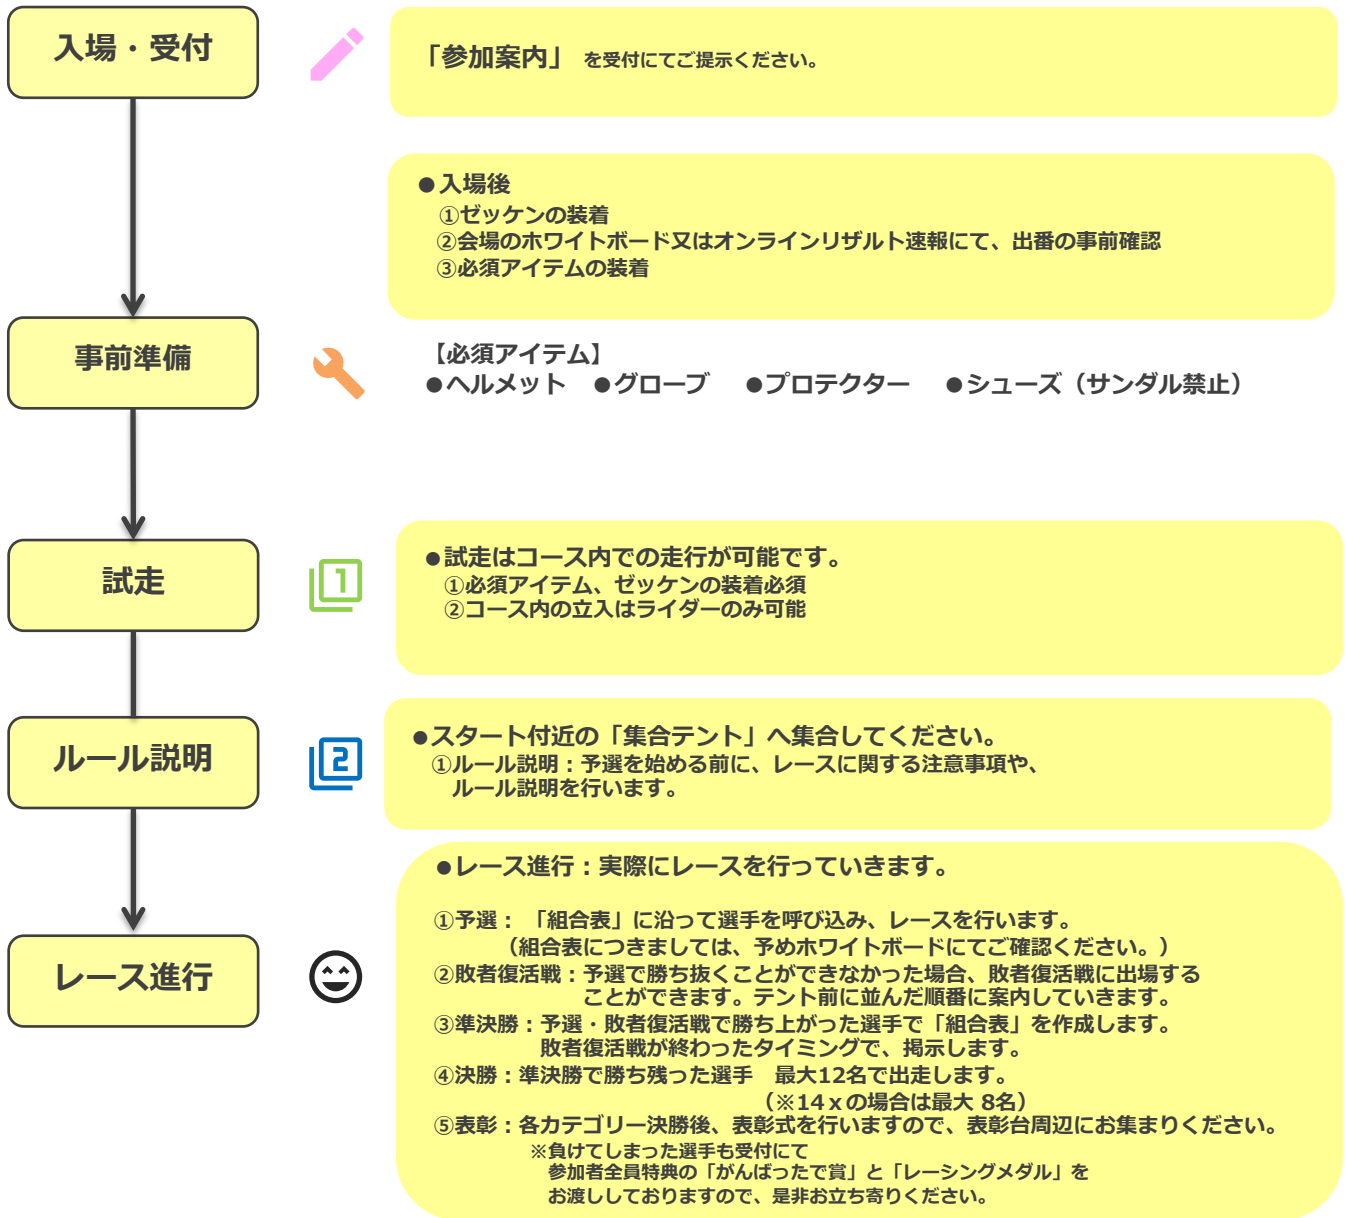 入場・受付
「参加案内」 を受付にてご提示ください。
●入場後
①ゼッケンの装着
②会場のホワイトボード又はオンラインリザルト速報にて、出番の事前確認
③必須アイテムの装着
事前準備
【必須アイテム】
●ヘルメット ●グローブ ●プロテクター ●シューズ（サンダル禁止）
試走
●試走はコース内での走行が可能です。
①必須アイテム、ゼッケンの装着必須
②コース内の立入はライダーのみ可能
1
ルール説明
2
●スタート付近の「集合テント」へ集合してください。
①ルール説明：予選を始める前に、レースに関する注意事項や、
ルール説明を行います。
レース進行
●レース進行：実際にレースを行っていきます。
①予選： 「組合表」に沿って選手を呼び込み、レースを行います。
（組合表につきましては、予めホワイトボードにてご確認ください。）
②敗者復活戦：予選で勝ち抜くことができなかった場合、敗者復活戦に出場する
ことができます。テント前に並んだ順番に案内していきます。
③準決勝：予選・敗者復活戦で勝ち上がった選手で「組合表」を作成します。
敗者復活戦が終わったタイミングで、掲示します。
④決勝：準決勝で勝ち残った選手 最大12名で出走します。
（※14ｘの場合は最大 8名）
⑤表彰：各カテゴリー決勝後、表彰式を行いますので、表彰台周辺にお集まりください。
※負けてしまった選手も受付にて
参加者全員特典の「がんばったで賞」と「レーシングメダル」を
お渡ししておりますので、是非お立ち寄りください。